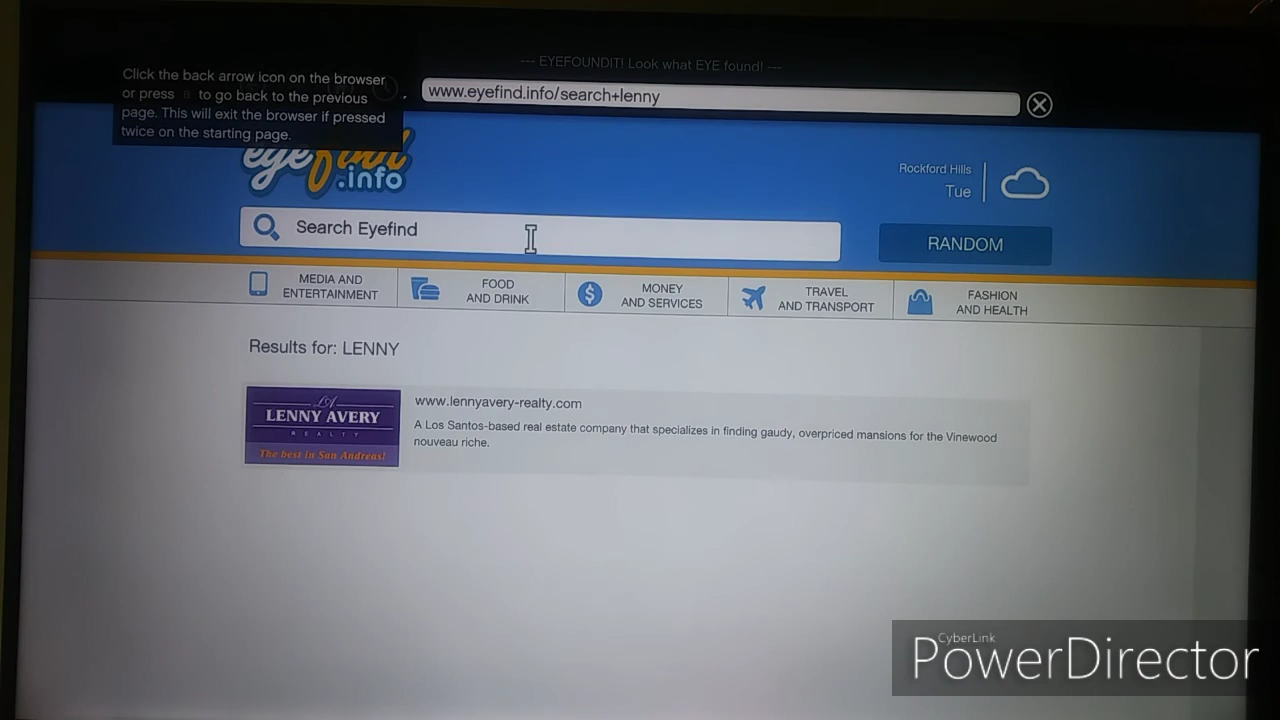 --- EYEFOUNDIT! Look what EYE found! ---
Click the back arrow icon on the browser
or press B to go back to the previous
page. This will exit the browser if pressed
twice on the starting page.
www.eyefind.info/search+lenny
eyefind
.info
Rockford Hills
Tue
Search Eyefind
RANDOM
MEDIA AND
ENTERTAINMENT
FOOD
AND DRINK
MONEY
AND SERVICES
TRAVEL
AND TRANSPORT
FASHION
AND HEALTH
Results for: LENNY
LA
LENNY AVERY
REALTY
The best in San Andreas!
www.lennyavery-realty.com
A Los Santos-based real estate company that specializes in finding gaudy, overpriced mansions for the Vinewood
nouveau riche.
CyberLink
PowerDirector